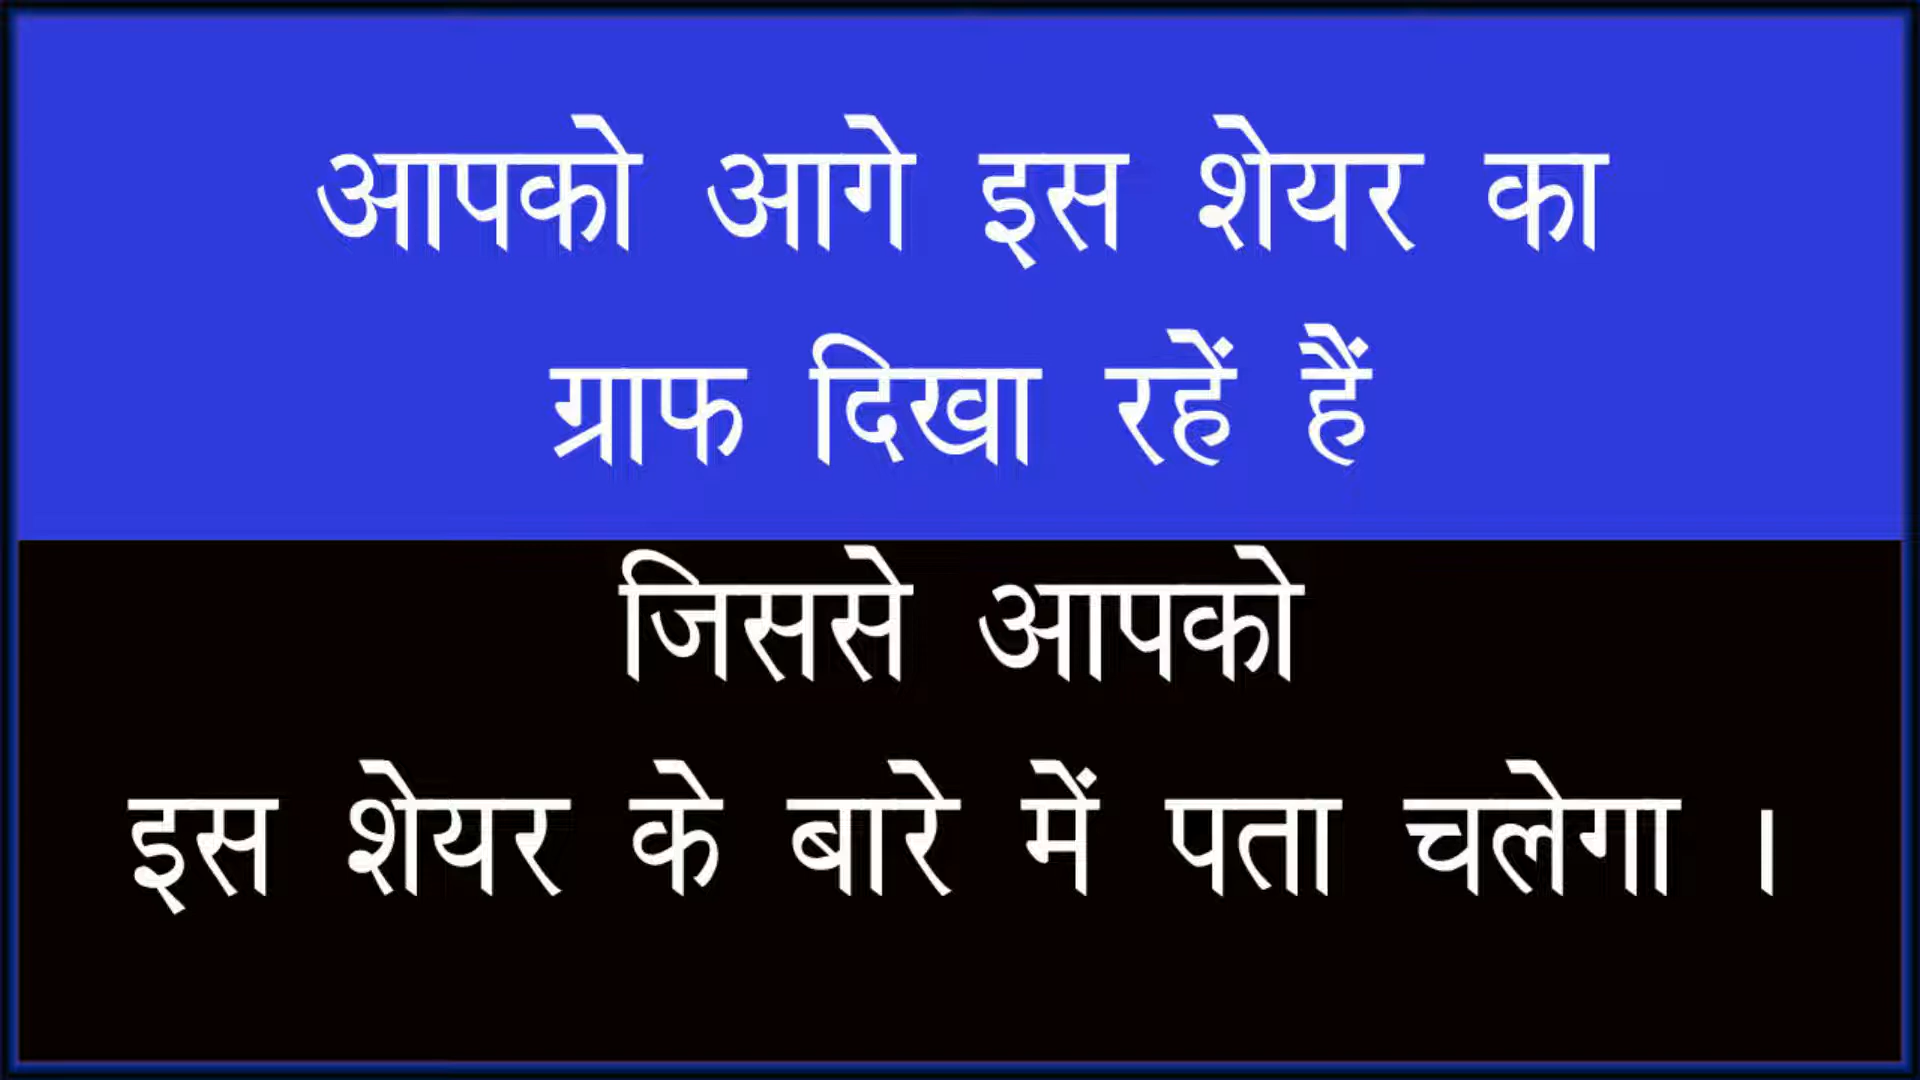 आपको आगे इस शेयर का
ग्राफ दिखा रहें हैं
जिससे आपको
इस शेयर के बारे में पता चलेगा ।